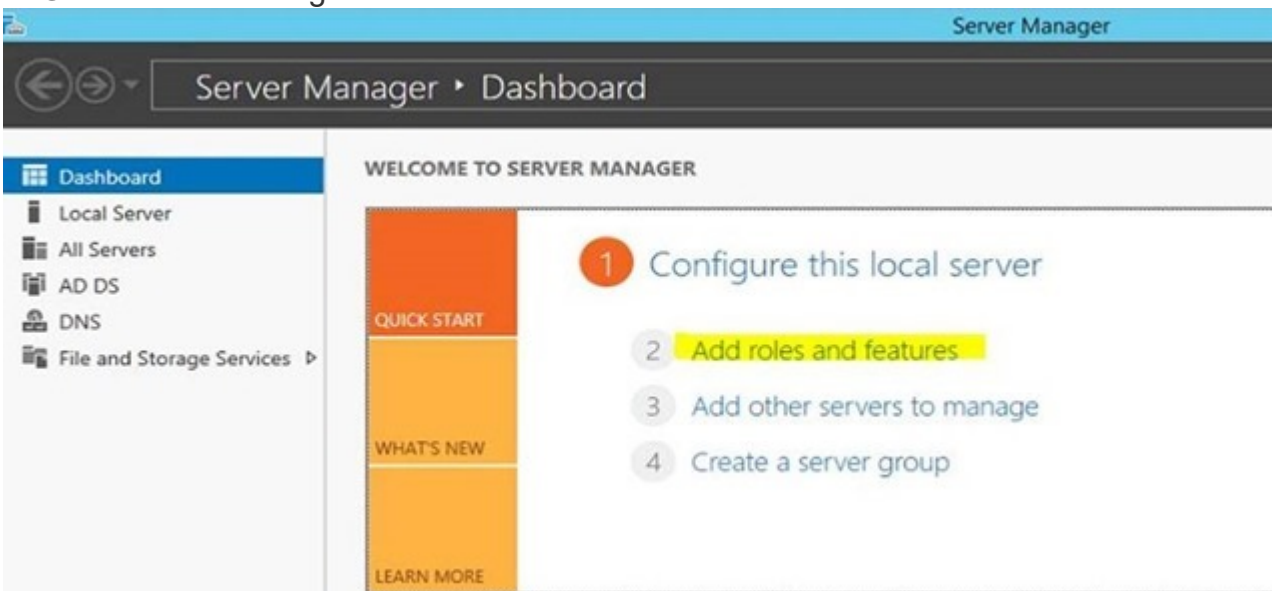 Server Manager
Server Manager ‣ Dashboard
Dashboard
Local Server
All Servers
AD DS
DNS
File and Storage Services
WELCOME TO SERVER MANAGER
QUICK START
WHAT'S NEW
LEARN MORE
1 Configure this local server
2 Add roles and features
3 Add other servers to manage
4 Create a server group